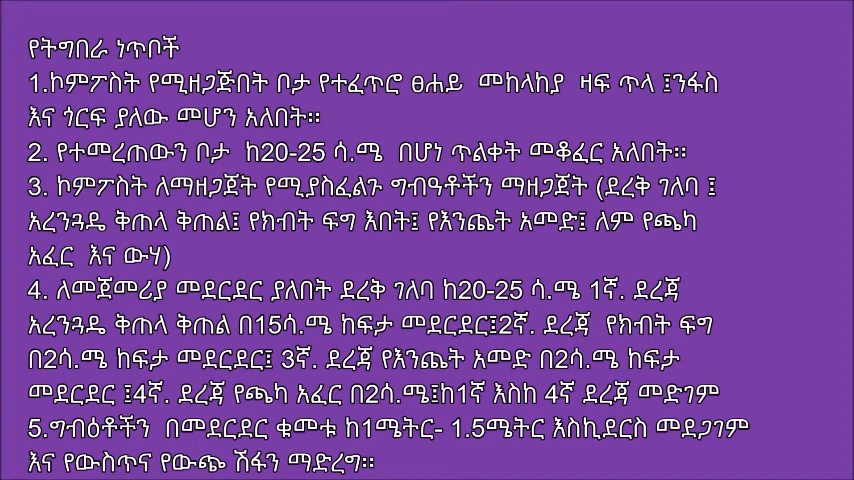 የትግበራ ነጥቦች
1.ኮምፖስት የሚዘጋጅበት ቦታ የተፈጥሮ ፀሐይ መከላከያ ዛፍ ጥላ ፤ንፋስ
እና ጎርፍ ያለው መሆን አለበት፡፡
2. የተመረጠውን ቦታ ከ20-25 ሳ.ሜ በሆነ ጥልቀት መቆፈር አለበት፡፡
3. ኮምፖስት ለማዘጋጀት የሚያስፈልጉ ግብዓቶችን ማዘጋጀት (ደረቅ ገለባ ፤
አረንጓዴ ቅጠላ ቅጠል፤ የክብት ፍግ እበት፤ የእንጨት አመድ፤ ለም የጫካ
አፈር እና ውሃ)
4. ለመጀመሪያ መደርደር ያለበት ደረቅ ገለባ ከ20-25 ሳ.ሜ 1ኛ. ደረጃ
አረንጓዴ ቅጠላ ቅጠል በ15ሳ.ሜ ከፍታ መደርደር፤2ኛ. ደረጃ የክብት ፍግ
በ2ሳ.ሜ ከፍታ መደርደር፤ 3ኛ. ደረጃ የእንጨት አመድ በ2ሳ.ሜ ከፍታ
መደርደር ፤4ኛ. ደረጃ የጫካ አፈር በ2ሳ.ሜ፤ከ1ኛ እስከ 4ኛ ደረጃ መድገም
5.ግብዕቶችን በመደርደር ቁመቱ ከ1ሜትር- 1.5ሜትር እስኪደርስ መደጋገም
እና የውስጥና የውጭ ሽፋን ማድረግ፡፡